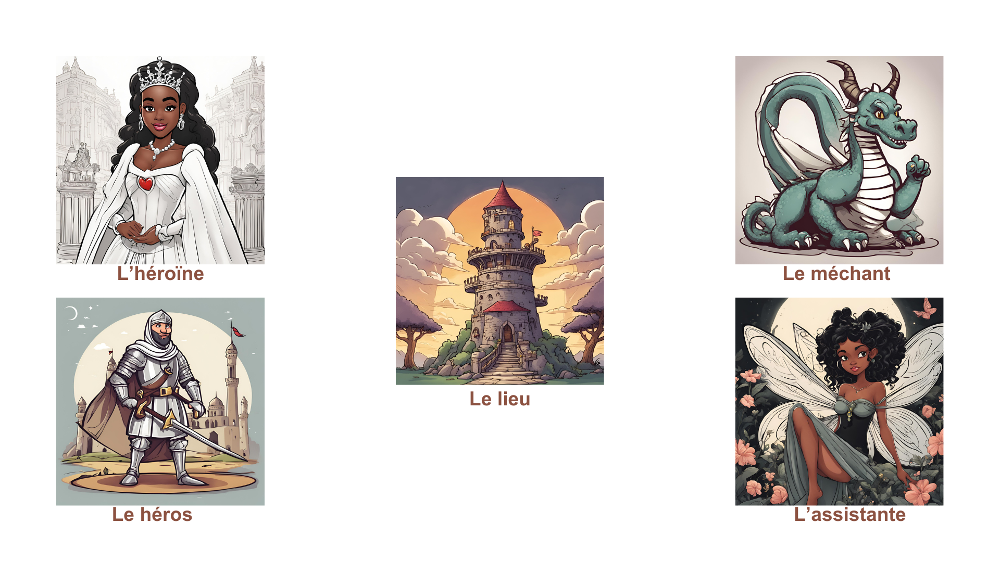 L’héroïne
Le héros
Le lieu
Le méchant
L’assistante